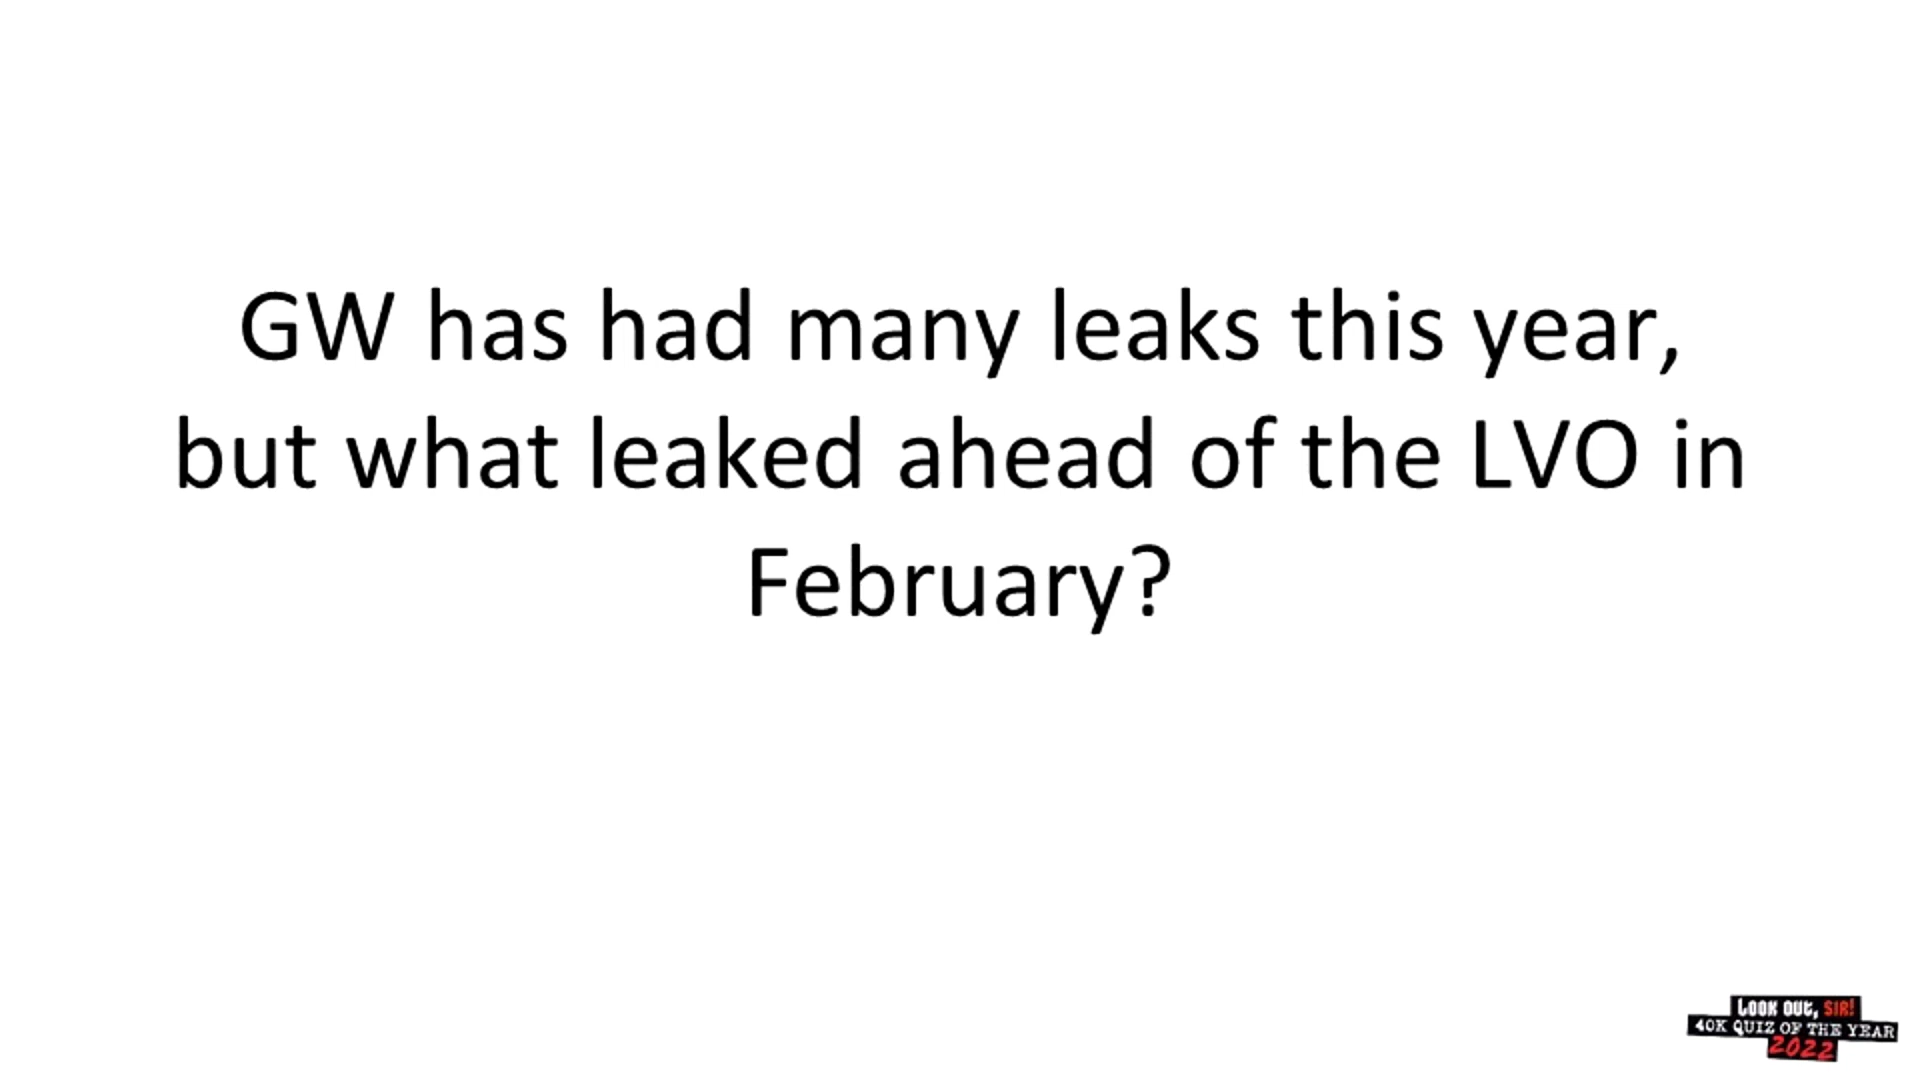 GW has had many leaks this year,
but what leaked ahead of the LVO in
February?
LOOK OUT, SIR!
40K QUIZ OF THE YEAR
2022